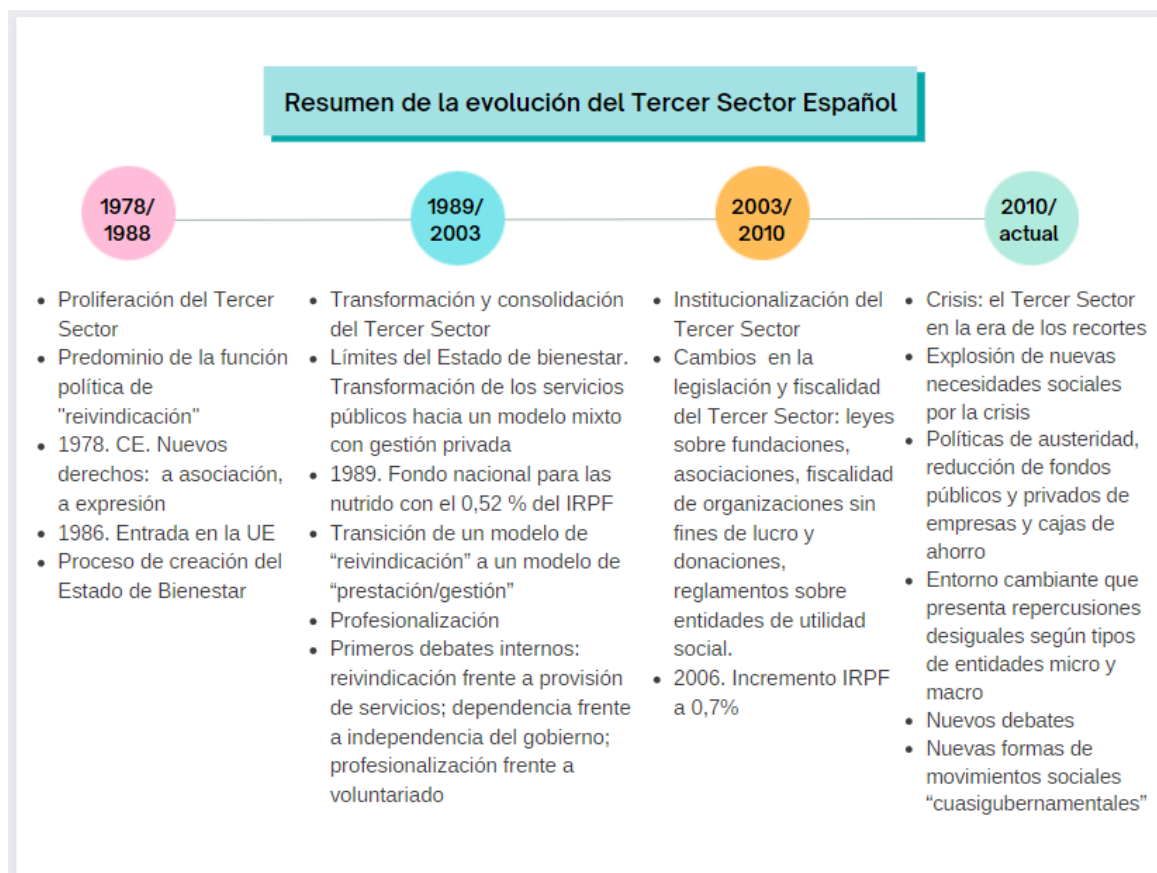 Resumen de la evolución del Tercer Sector Español
1978/
1988
• Proliferación del Tercer
Sector
• Predominio de la función
política de
"reivindicación"
• 1978. CE. Nuevos
derechos: a asociación,
a expresión
• 1986. Entrada en la UE
• Proceso de creación del
Estado de Bienestar
1989/
2003
• Transformación y consolidación
del Tercer Sector
• Límites del Estado de bienestar.
Transformación de los servicios
públicos hacia un modelo mixto
con gestión privada
• 1989. Fondo nacional para las
nutrido con el 0,52 % del IRPF
• Transición de un modelo de
“reivindicación” a un modelo de
“prestación/gestión”
• Profesionalización
• Primeros debates internos:
reivindicación frente a provisión
de servicios; dependencia frente
a independencia del gobierno;
profesionalización frente a
voluntariado
2003/
2010
• Institucionalización del
Tercer Sector
• Cambios en la
legislación y fiscalidad
del Tercer Sector: leyes
sobre fundaciones,
asociaciones, fiscalidad
de organizaciones sin
fines de lucro y
donaciones,
reglamentos sobre
entidades de utilidad
social.
• 2006. Incremento IRPF
a 0,7%
2010/
actual
• Crisis: el Tercer Sector
en la era de los recortes
• Explosión de nuevas
necesidades sociales
por la crisis
• Políticas de austeridad,
reducción de fondos
públicos y privados de
empresas y cajas de
ahorro
• Entorno cambiante que
presenta repercusiones
desiguales según tipos
de entidades micro y
macro
• Nuevos debates
• Nuevas formas de
movimientos sociales
“cuasigubernamentales”